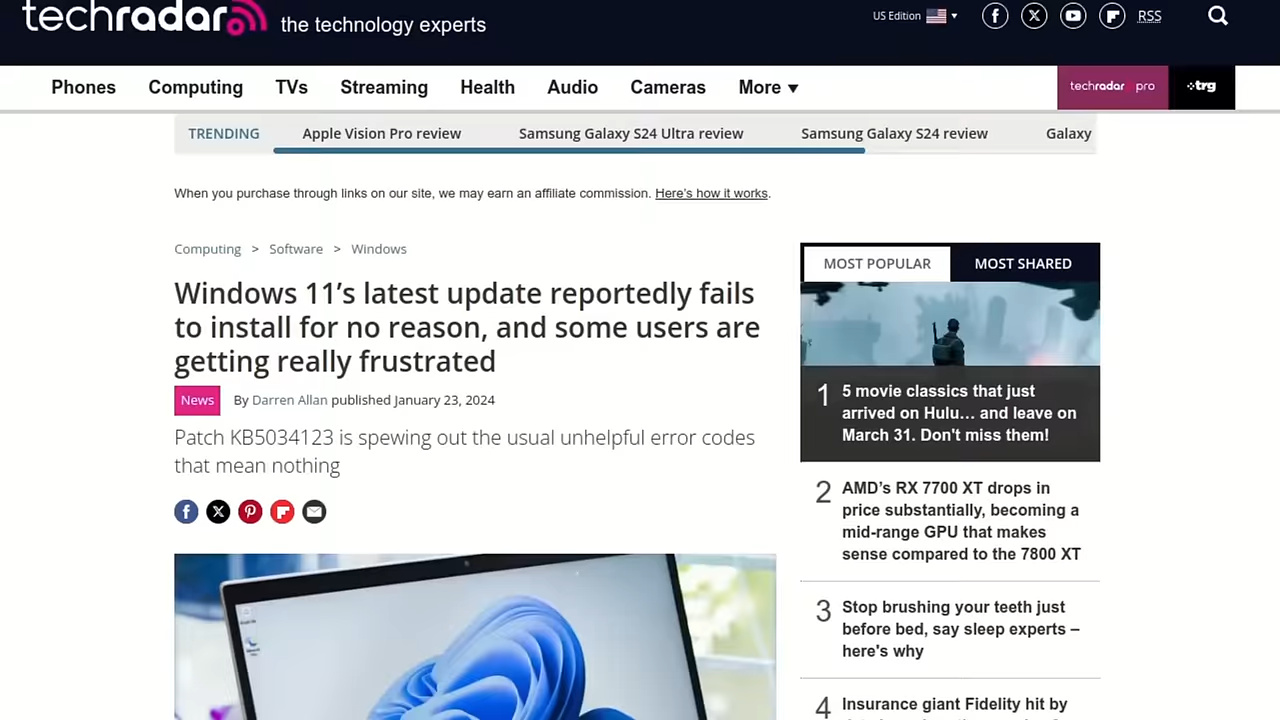 techradar the technology experts
US Edition RSS
Phones Computing TVs Streaming Health Audio Cameras More techradar pro trg
TRENDING Apple Vision Pro review Samsung Galaxy S24 Ultra review Samsung Galaxy S24 review Galaxy
When you purchase through links on our site, we may earn an affiliate commission. Here's how it works.
Computing > Software > Windows
Windows 11’s latest update reportedly fails
to install for no reason, and some users are
getting really frustrated
News By Darren Allan published January 23, 2024
Patch KB5034123 is spewing out the usual unhelpful error codes
that mean nothing
MOST POPULAR MOST SHARED
1 5 movie classics that just
arrived on Hulu… and leave on
March 31. Don't miss them!
2 AMD’s RX 7700 XT drops in
price substantially, becoming a
mid-range GPU that makes
sense compared to the 7800 XT
3 Stop brushing your teeth just
before bed, say sleep experts –
here's why
4 Insurance giant Fidelity hit by